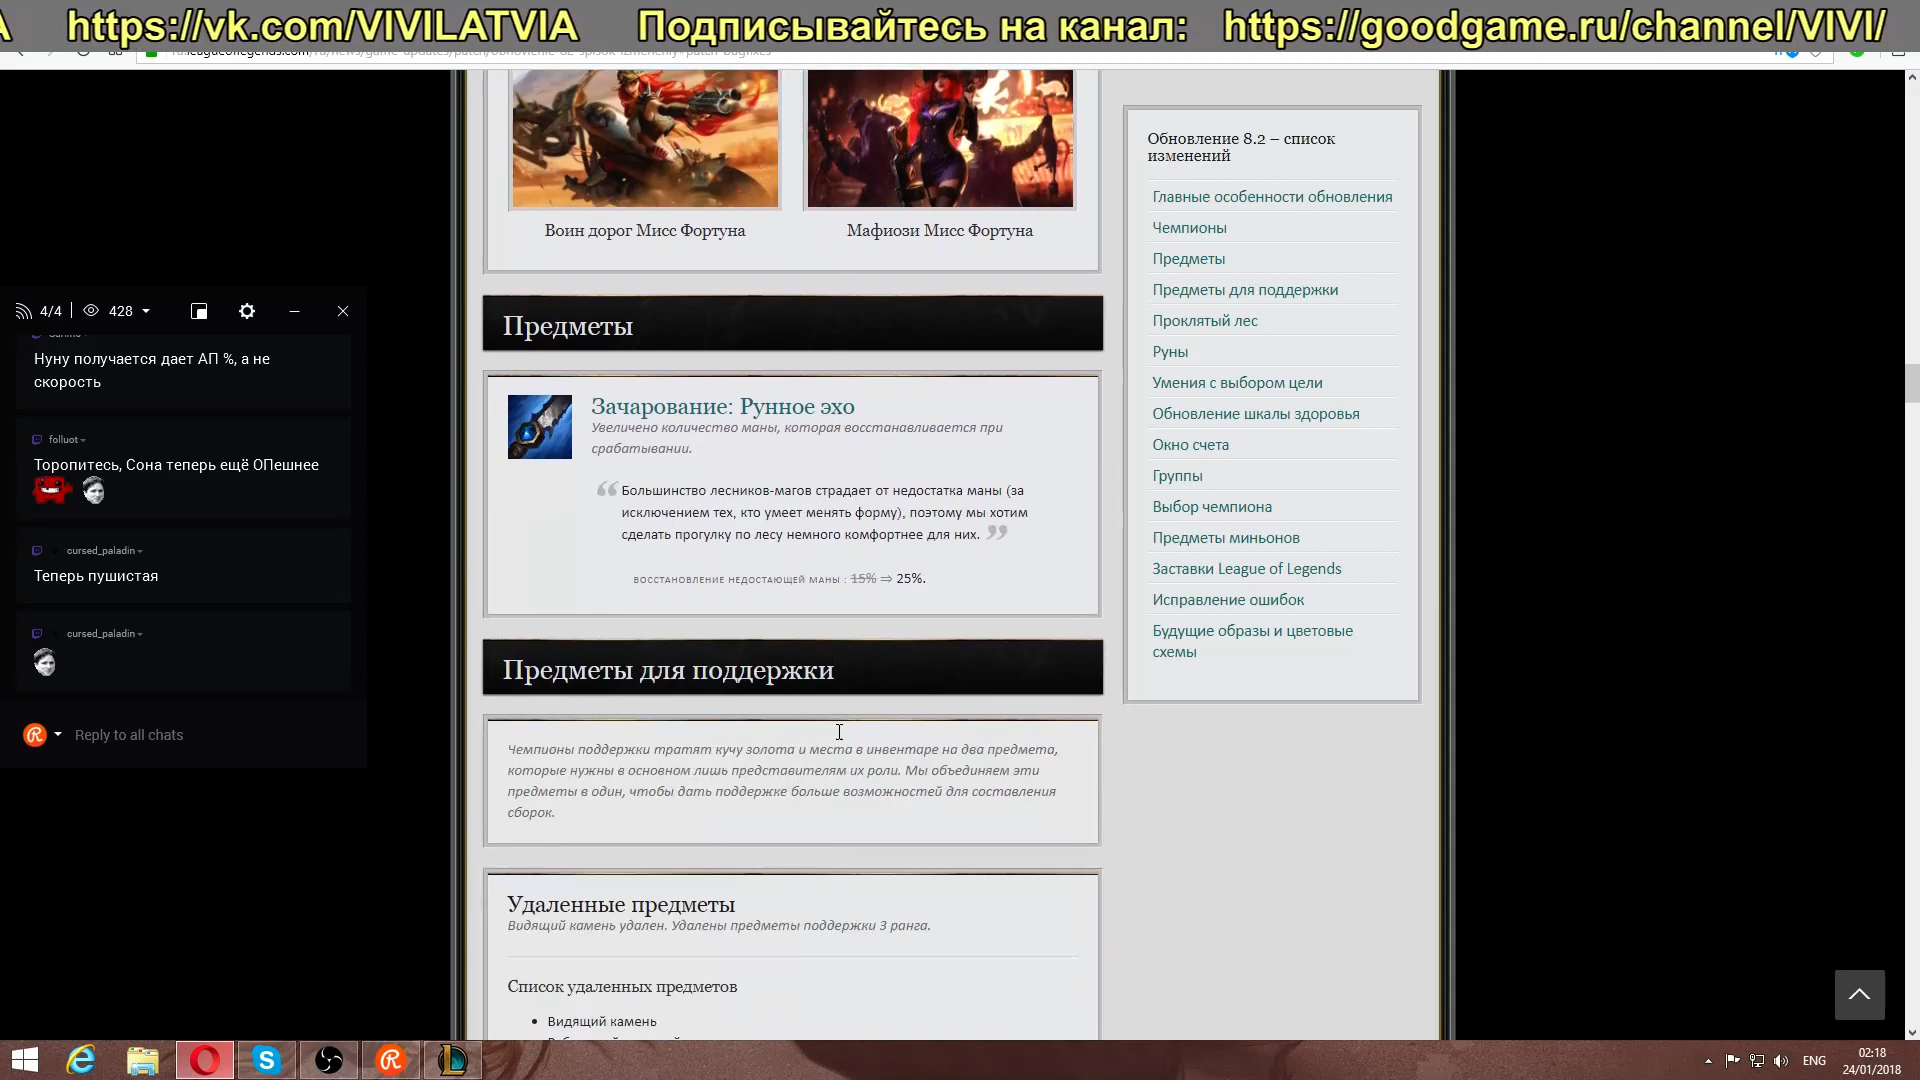 https://vk.com/VIVILATVIA Подписывайтесь на канал: https://goodgame.ru/channel/VIVI/
Воин дорог Мисс Фортуна
Мафиози Мисс Фортуна
Предметы
Зачарование: Рунное эхо
Увеличено количество маны, которая восстанавливается при
срабатывании.
“ Большинство лесников-магов страдает от недостатка маны (за
исключением тех, кто умеет менять форму), поэтому мы хотим
сделать прогулку по лесу немного комфортнее для них. ”
ВОССТАНОВЛЕНИЕ НЕДОСТАЮЩЕЙ МАНЫ : 15% ⇒ 25%.
Предметы для поддержки
Чемпионы поддержки тратят кучу золота и места в инвентаре на два предмета,
которые нужны в основном лишь представителям их роли. Мы объединяем эти
предметы в один, чтобы дать поддержке больше возможностей для составления
сборок.
Удаленные предметы
Видящий камень удален. Удалены предметы поддержки 3 ранга.
Список удаленных предметов
• Видящий камень
Обновление 8.2 – список
изменений
Главные особенности обновления
Чемпионы
Предметы
Предметы для поддержки
Проклятый лес
Руны
Умения с выбором цели
Обновление шкалы здоровья
Окно счета
Группы
Выбор чемпиона
Предметы миньонов
Заставки League of Legends
Исправление ошибок
Будущие образы и цветовые
схемы
4/4 428
Нуну получается дает АП %, а не
скорость
folluot
Торопитесь, Сона теперь ещё ОПешнее
cursed_paladin
Теперь пушистая
cursed_paladin
Reply to all chats
ENG
02:18
24/01/2018